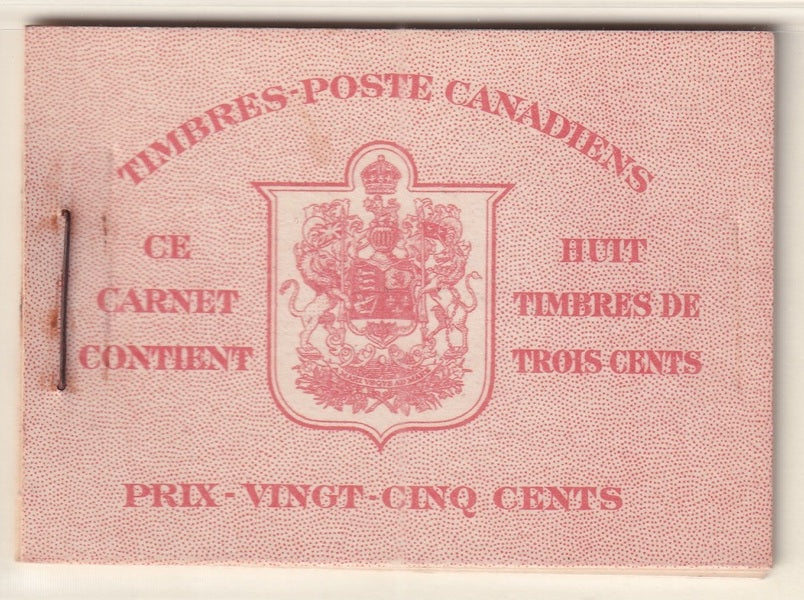 TIMBRES-POSTE CANADIENS
CE
CARNET
CONTIENT
HUIT
TIMBRES DE
TROIS CENTS
PRIX - VINGT-CINQ CENTS